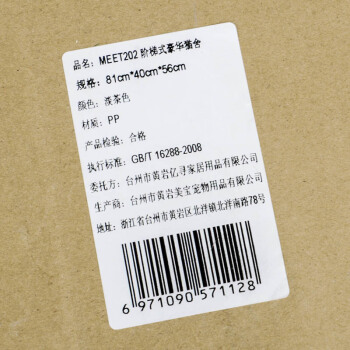 品名：MEET202 阶梯式豪华猫舍
规格：81cm*40cm*56cm
颜色：淡茶色
材质：PP
产品检验：合格
执行标准：GB/T 16288-2008
委托方：台州市黄岩亿寻家居用品有限公司
生产商：台州市黄岩美宝宠物用品有限公司
地址：浙江省台州市黄岩区北洋镇北洋南路78号
6 971090 571128